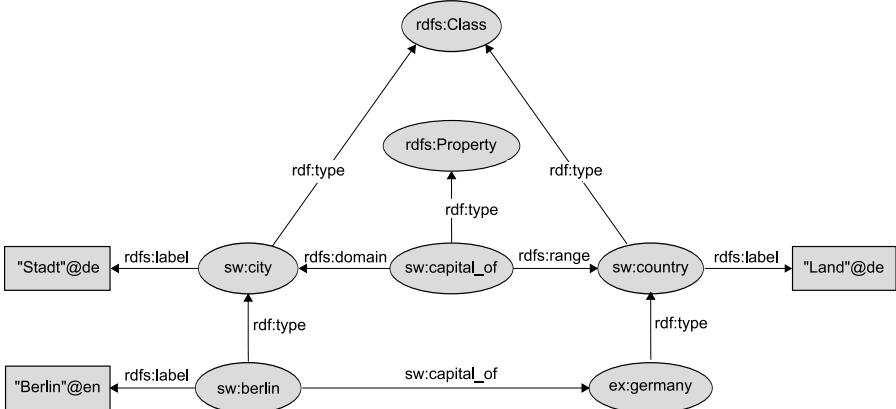 rdfs:Class
rdfs:Property
rdf:type
rdf:type
rdf:type
"Stadt"@de
rdfs:label
sw:city
rdfs:domain
sw:capital_of
rdfs:range
sw:country
rdfs:label
"Land"@de
rdf:type
rdf:type
"Berlin"@en
rdfs:label
sw:berlin
sw:capital_of
ex:germany